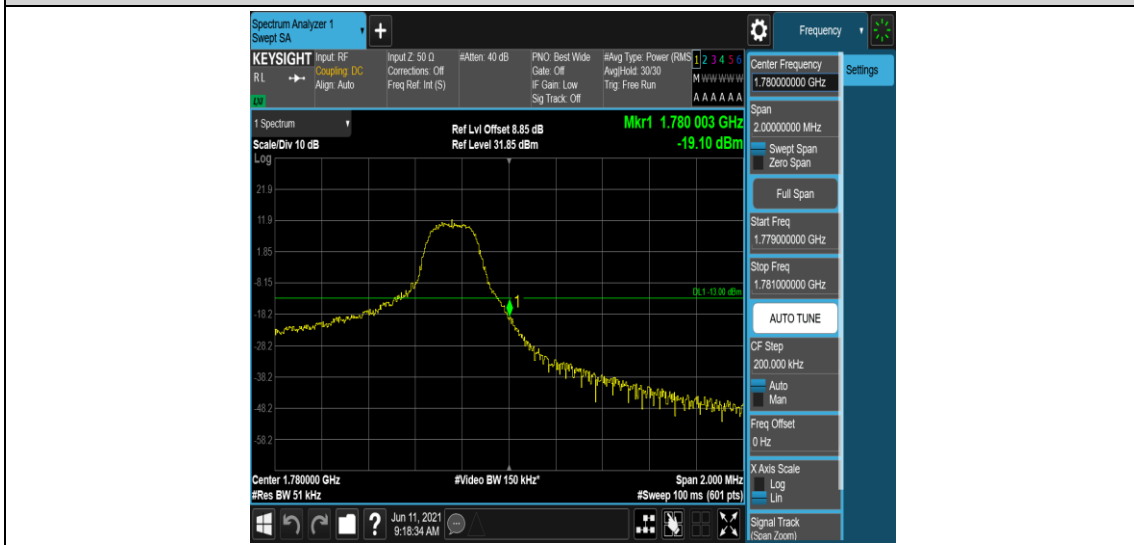 Spectrum Analyzer 1
Swept SA
+
Frequency
KEYSIGHT
RL
Input: RF
Coupling: DC
Align: Auto
Input Z: 50 Ω
Corrections: Off
Freq Ref: Int (S)
#Atten: 40 dB
PNO: Best Wide
Gate: Off
IF Gain: Low
Sig Track: Off
#Avg Type: Power (RMS
Avg|Hold: 30/30
Trig: Free Run
1 2 3 4 5 6
M W W W W W
A A A A A A
1 Spectrum
Scale/Div 10 dB
Ref Lvl Offset 8.85 dB
Ref Level 31.85 dBm
Mkr1 1.780 003 GHz
-19.10 dBm
Log
21.9
11.9
1.85
-8.15
-18.2
-28.2
-38.2
-48.2
-58.2
DL1 -13.00 dBm
1
Center 1.780000 GHz
#Res BW 51 kHz
#Video BW 150 kHz*
Span 2.000 MHz
#Sweep 100 ms (601 pts)
?
Jun 11, 2021
9:18:34 AM
Center Frequency
1.780000000 GHz
Settings
Span
2.00000000 MHz
Swept Span
Zero Span
Full Span
Start Freq
1.779000000 GHz
Stop Freq
1.781000000 GHz
AUTO TUNE
CF Step
200.000 kHz
Auto
Man
Freq Offset
0 Hz
X Axis Scale
Log
Lin
Signal Track
(Span Zoom)